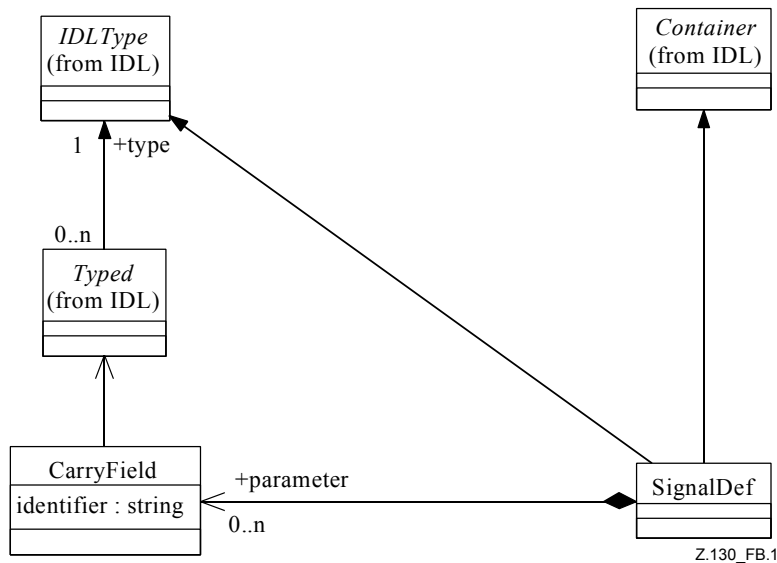 IDLType
(from IDL)
Container
(from IDL)
1
+type
0..n
Typed
(from IDL)
CarryField
identifier : string
+parameter
0..n
SignalDef
Z.130_FB.1